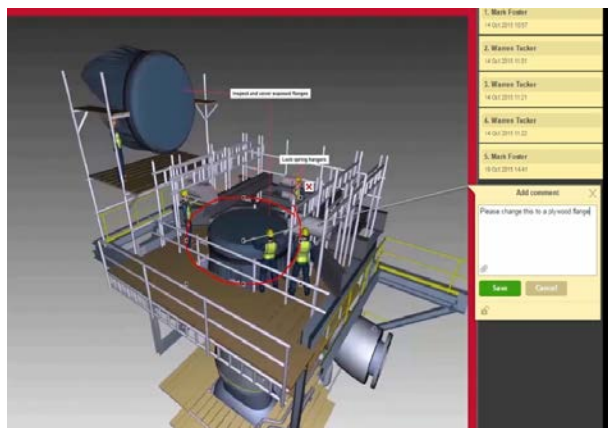 Inspect and cover exposed flanges
Lock spring hangers
1. Mark Foster
14 Oct 2015 10:57
2. Warren Tucker
14 Oct 2015 11:01
3. Warren Tucker
14 Oct 2015 11:21
4. Warren Tucker
14 Oct 2015 11:22
5. Mark Foster
19 Oct 2015 14:41
Add comment
Please change this to a plywood flange
Save
Cancel